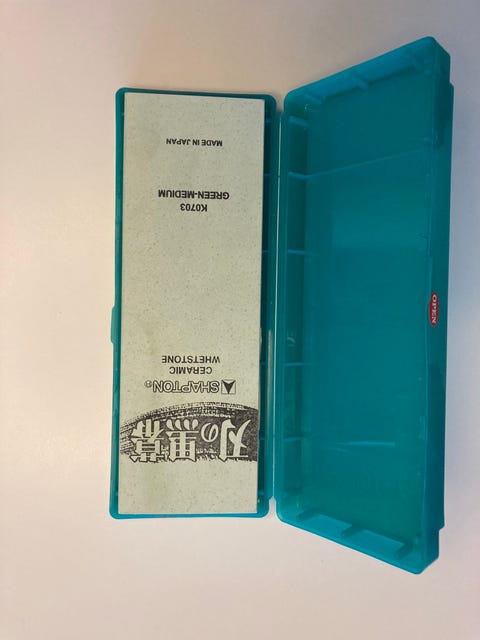 刃の黒幕
SHAPTON®
CERAMIC
WHETSTONE
K0703
GREEN-MEDIUM
MADE IN JAPAN
OPEN